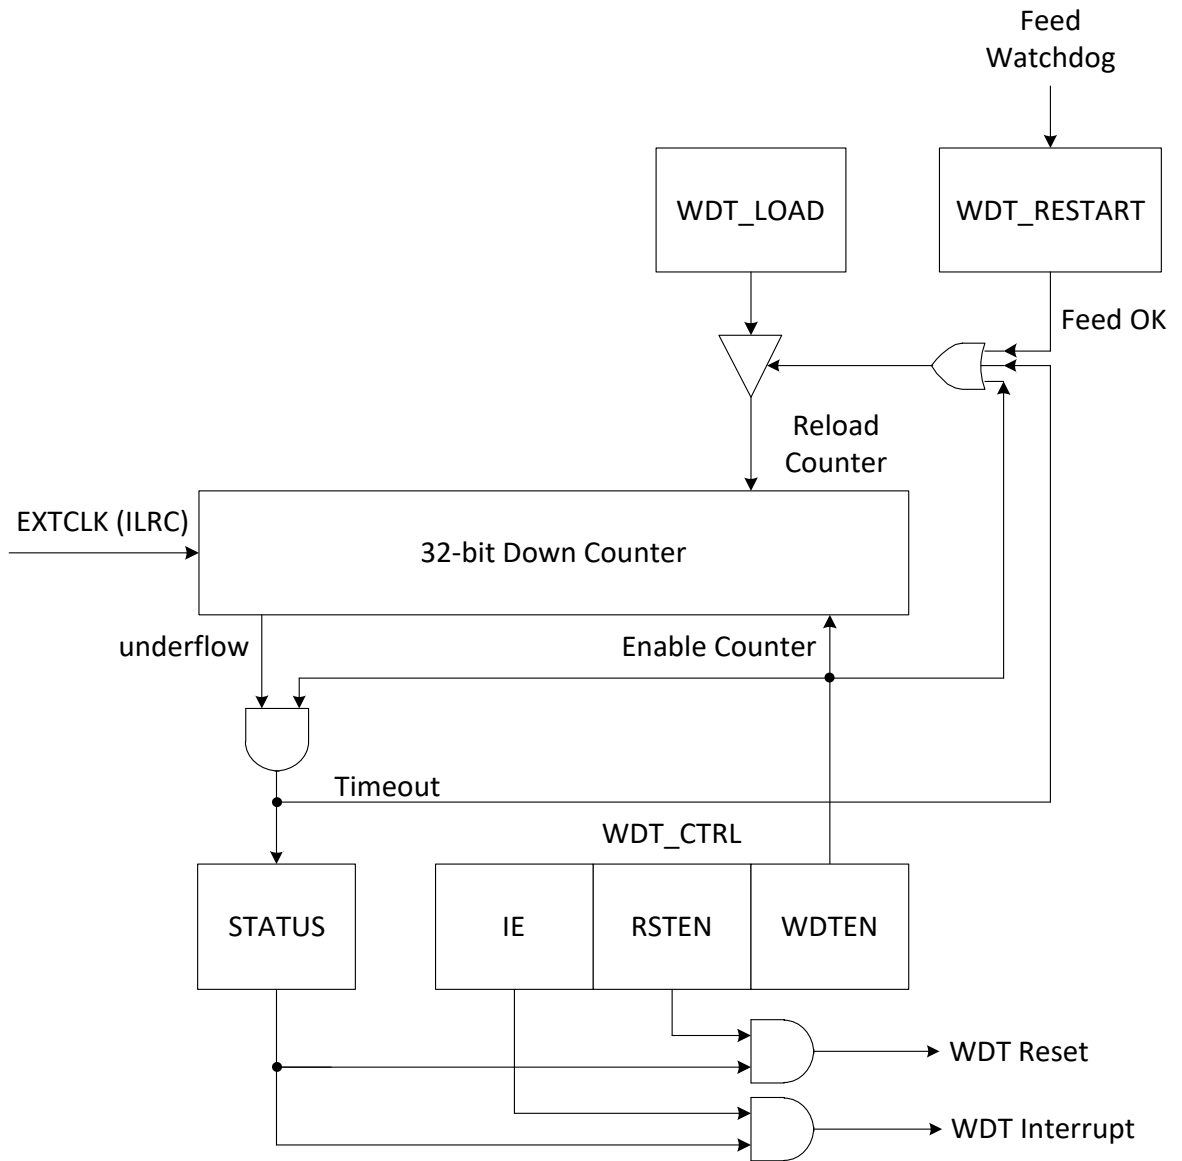 Feed
Watchdog
WDT_LOAD
WDT_RESTART
Feed OK
Reload
Counter
EXTCLK (ILRC)
32-bit Down Counter
underflow
Enable Counter
Timeout
WDT_CTRL
STATUS
IE
RSTEN
WDTEN
WDT Reset
WDT Interrupt